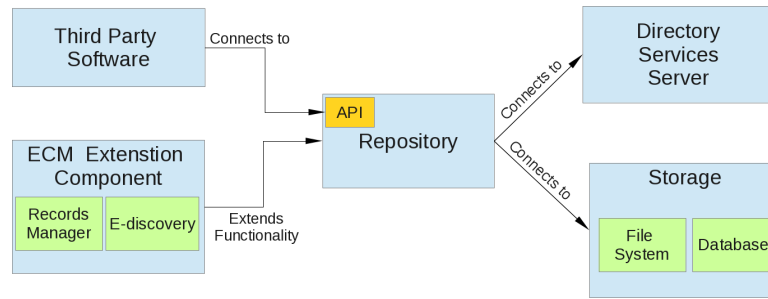 Third Party
Software
Connects to
ECM Extenstion
Component
Records
Manager
E-discovery
Extends
Functionality
API
Repository
Connects to
Connects to
Directory
Services
Server
Storage
File
System
Database